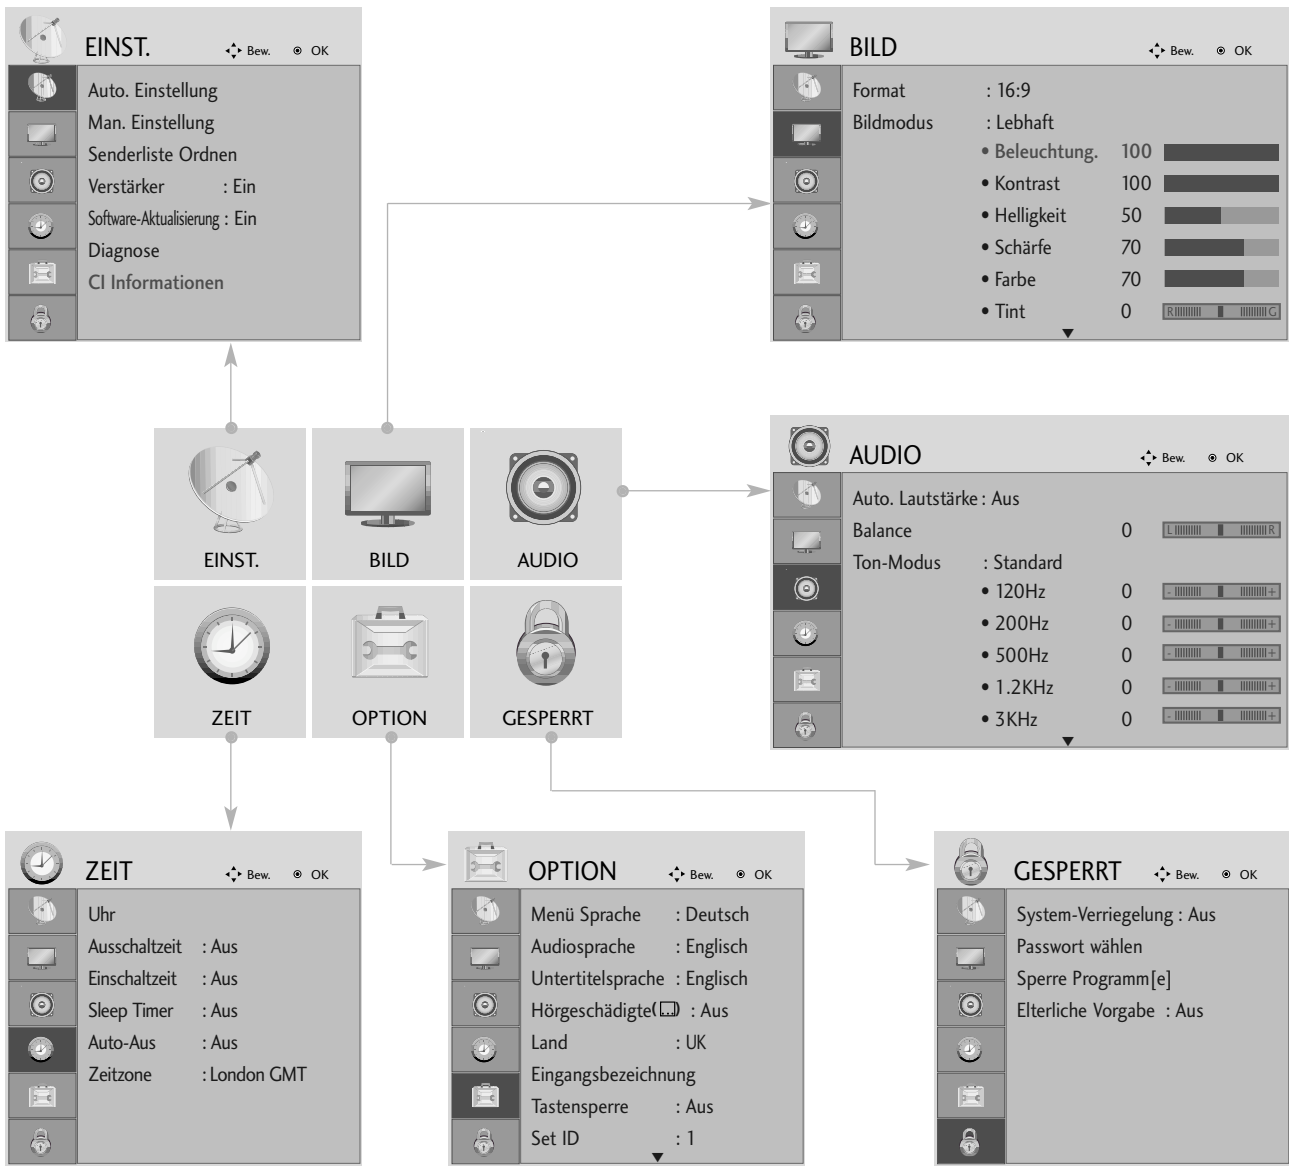 EINST.
Bew. OK
Auto. Einstellung
Man. Einstellung
Senderliste Ordnen
Verstärker : Ein
Software-Aktualisierung : Ein
Diagnose
CI Informationen
BILD
Bew. OK
Format : 16:9
Bildmodus : Lebhaft
• Beleuchtung. 100
• Kontrast 100
• Helligkeit 50
• Schärfe 70
• Farbe 70
• Tint 0 R G
EINST.
BILD
AUDIO
ZEIT
OPTION
GESPERRT
AUDIO
Bew. OK
Auto. Lautstärke : Aus
Balance 0 L R
Ton-Modus : Standard
• 120Hz 0 - +
• 200Hz 0 - +
• 500Hz 0 - +
• 1.2KHz 0 - +
• 3KHz 0 - +
ZEIT
Bew. OK
Uhr
Ausschaltzeit : Aus
Einschaltzeit : Aus
Sleep Timer : Aus
Auto-Aus : Aus
Zeitzone : London GMT
OPTION
Bew. OK
Menü Sprache : Deutsch
Audiosprache : Englisch
Untertitelsprache : Englisch
Hörgeschädigte( ) : Aus
Land : UK
Eingangsbezeichnung
Tastensperre : Aus
Set ID : 1
GESPERRT
Bew. OK
System-Verriegelung : Aus
Passwort wählen
Sperre Programm[e]
Elterliche Vorgabe : Aus